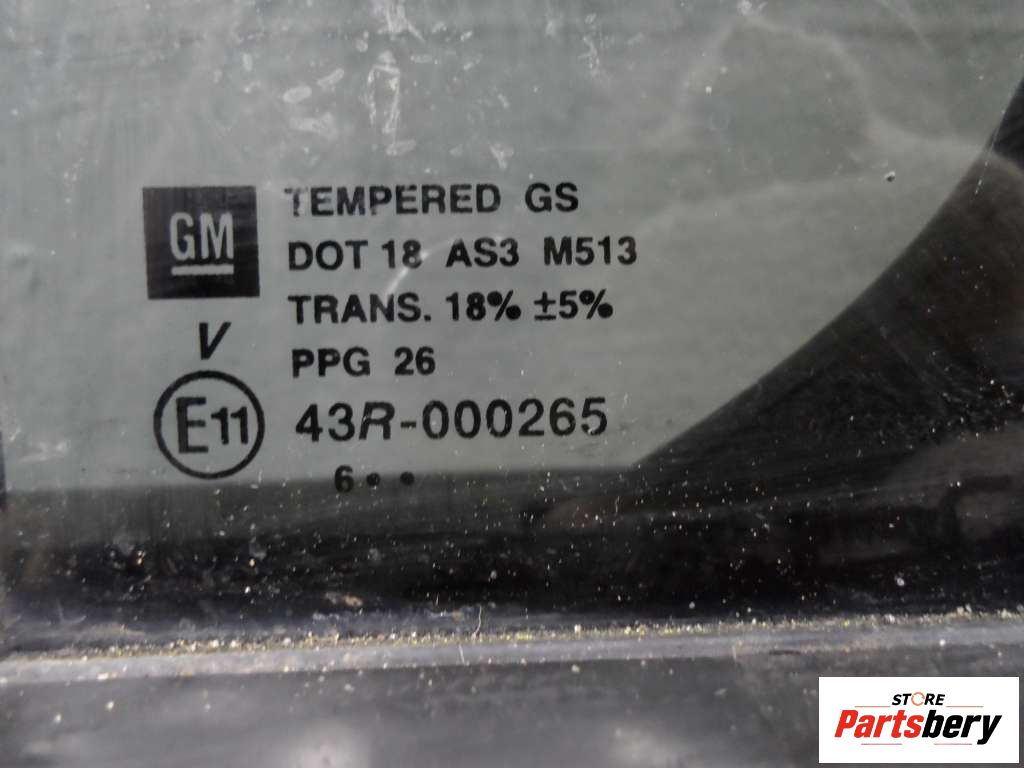 GM
TEMPERED GS
DOT 18 AS3 M513
TRANS. 18% ±5%
V
PPG 26
E11
43R-000265
6 • •
STORE
Partsbery